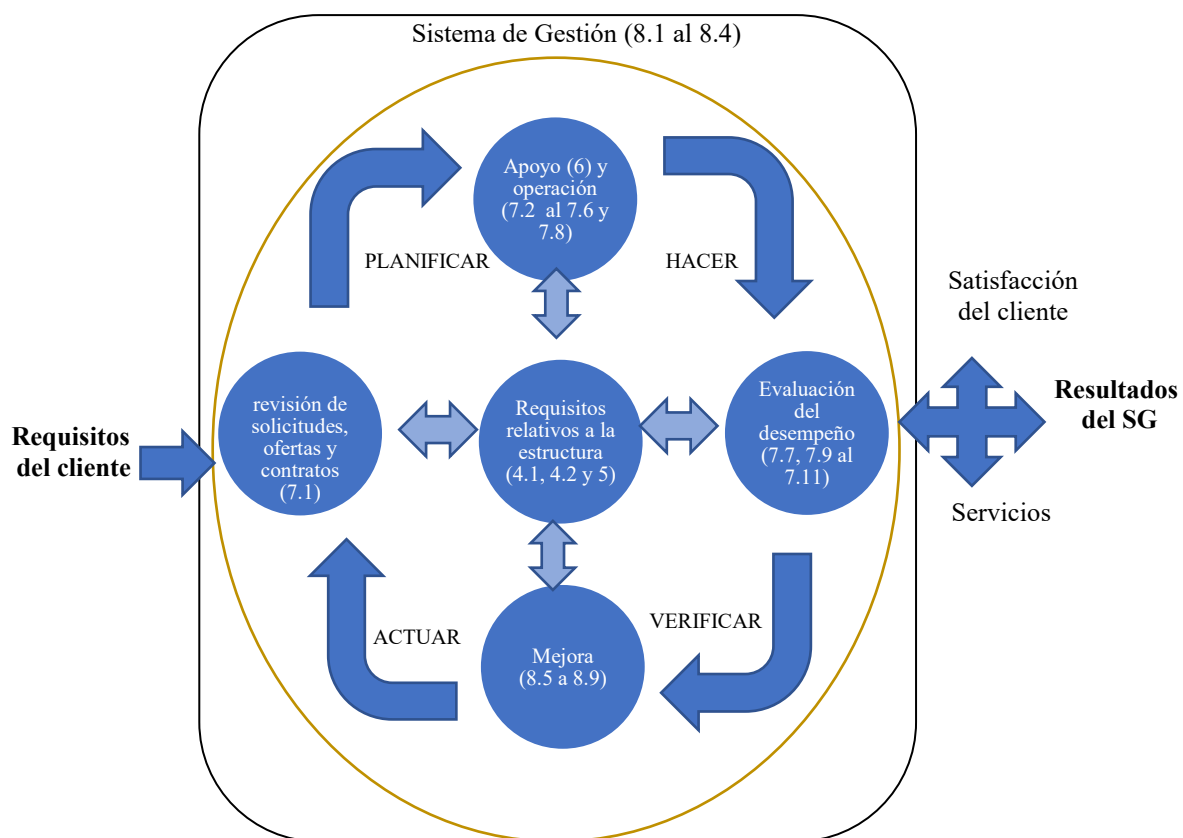 Sistema de Gestión (8.1 al 8.4)
Apoyo (6) y
operación
(7.2 al 7.6 y
7.8)
PLANIFICAR
HACER
Satisfacción
del cliente
Requisitos
del cliente
revisión de
solicitudes,
ofertas y
contratos
(7.1)
Requisitos
relativos a la
estructura
(4.1, 4.2 y 5)
Evaluación
del
desempeño
(7.7, 7.9 al
7.11)
Resultados
del SG
Servicios
ACTUAR
VERIFICAR
Mejora
(8.5 a 8.9)